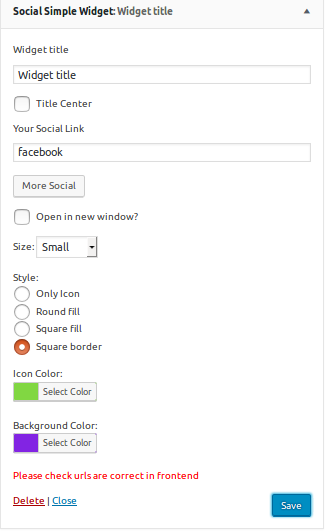 Social Simple Widget: Widget title
Widget title
Widget title
Title Center
Your Social Link
facebook
More Social
Open in new window?
Size: Small
Style:
Only Icon
Round fill
Square fill
Square border
Icon Color:
Select Color
Background Color:
Select Color
Please check urls are correct in frontend
Delete | Close
Save